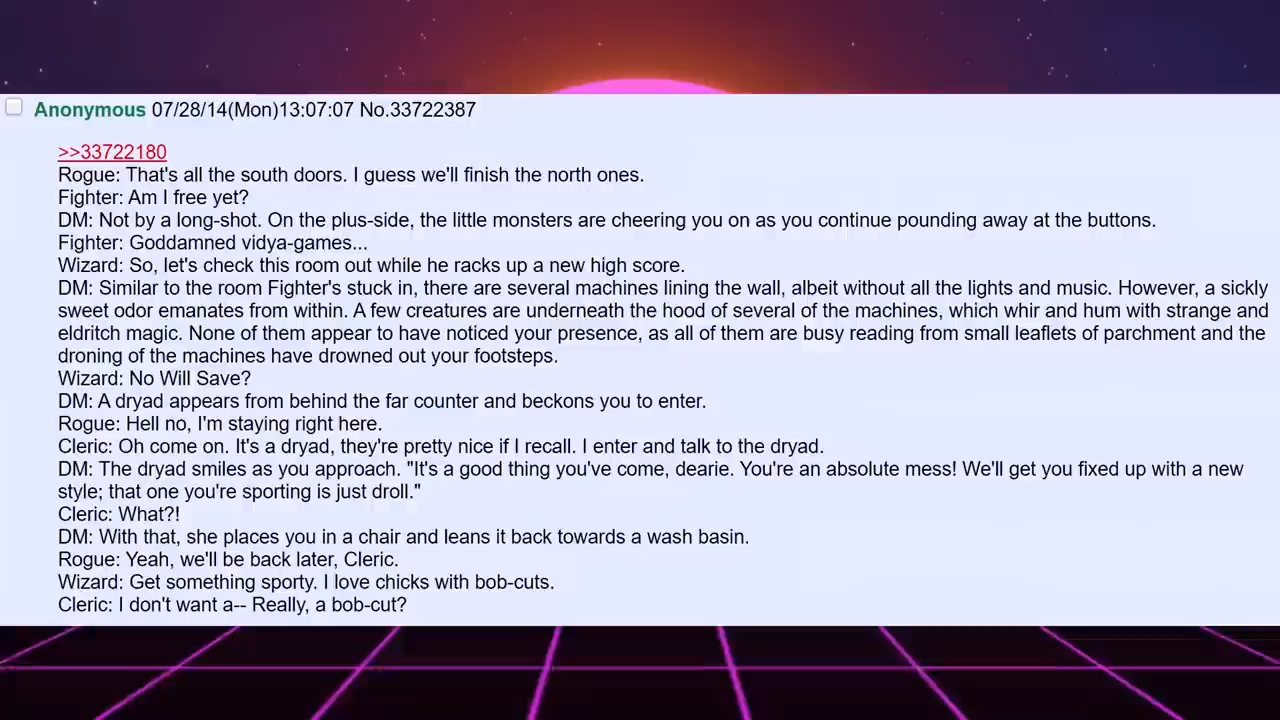 Anonymous 07/28/14(Mon)13:07:07 No.33722387
>>33722180
Rogue: That's all the south doors. I guess we'll finish the north ones.
Fighter: Am I free yet?
DM: Not by a long-shot. On the plus-side, the little monsters are cheering you on as you continue pounding away at the buttons.
Fighter: Goddamned vidya-games...
Wizard: So, let's check this room out while he racks up a new high score.
DM: Similar to the room Fighter's stuck in, there are several machines lining the wall, albeit without all the lights and music. However, a sickly
sweet odor emanates from within. A few creatures are underneath the hood of several of the machines, which whir and hum with strange and
eldritch magic. None of them appear to have noticed your presence, as all of them are busy reading from small leaflets of parchment and the
droning of the machines have drowned out your footsteps.
Wizard: No Will Save?
DM: A dryad appears from behind the far counter and beckons you to enter.
Rogue: Hell no, I'm staying right here.
Cleric: Oh come on. It's a dryad, they're pretty nice if I recall. I enter and talk to the dryad.
DM: The dryad smiles as you approach. "It's a good thing you've come, dearie. You're an absolute mess! We'll get you fixed up with a new
style; that one you're sporting is just droll."
Cleric: What?!
DM: With that, she places you in a chair and leans it back towards a wash basin.
Rogue: Yeah, we'll be back later, Cleric.
Wizard: Get something sporty. I love chicks with bob-cuts.
Cleric: I don't want a-- Really, a bob-cut?